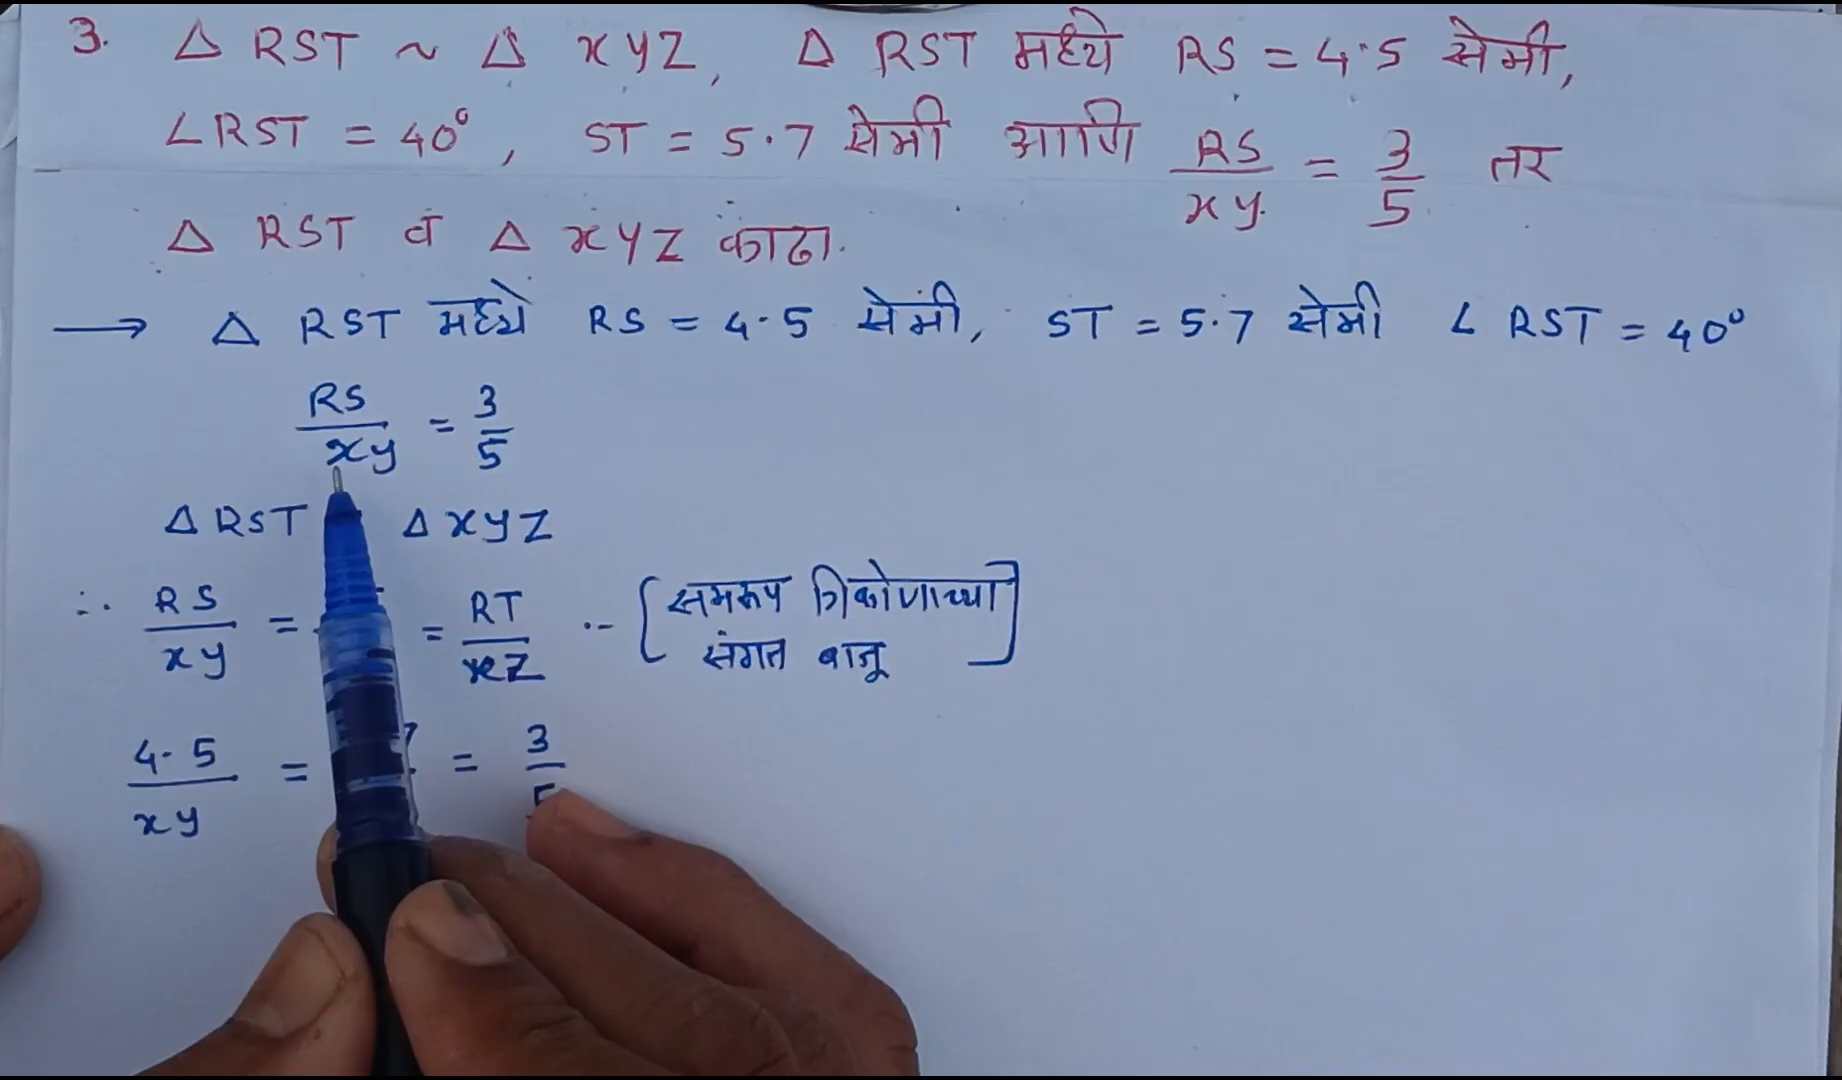 3. Δ RST ~ Δ XYZ, Δ RST मध्ये RS = 4.5 सेमी,
∠RST = 40°, ST = 5.7 सेमी आणि RS/XY = 3/5 तर
Δ RST व Δ XYZ काढा.
→ Δ RST मध्ये RS = 4.5 सेमी, ST = 5.7 सेमी ∠ RST = 40°
RS/XY = 3/5
Δ RST Δ XYZ
∴ RS/XY = = RT/XZ -- [समरूप त्रिकोणाच्या
संगत बाजू]
4.5/XY = = 3/5